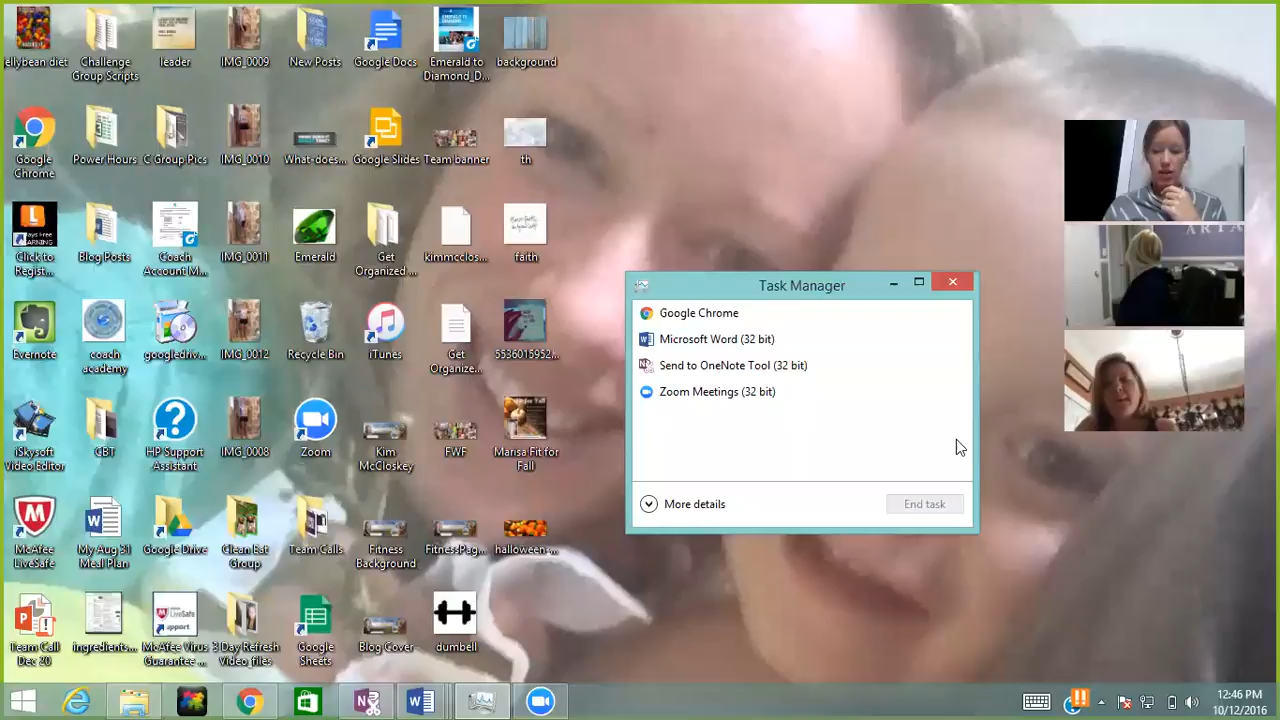 ellybean diet
Challenge
Group Scripts
leader
IMG_0009
New Posts
Google Docs
Emerald to
Diamond_D...
background
Google
Chrome
Power Hours
C Group Pics
IMG_0010
What-does...
Google Slides
Team banner
th
Click to
Regist...
Blog Posts
Coach
Account M...
IMG_0011
Emerald
Get
Organized ...
kimmcclos...
faith
Evernote
coach
academy
googledriv...
IMG_0012
Recycle Bin
iTunes
Get
Organize...
5536015952...
iSkysoft
Video Editor
CBT
HP Support
Assistant
IMG_0008
Zoom
Kim
McCloskey
FWF
Marisa Fit for
Fall
McAfee
LiveSafe
My Aug 31
Meal Plan
Google Drive
Clean Eat
Group
Team Calls
Fitness
Background
FitnessPag...
halloween-...
Team Call
Dec 20
ingredients...
McAfee Virus
Guarantee ...
3 Day Refresh
Video_files
Google
Sheets
Blog Cover
dumbell
Task Manager
Google Chrome
Microsoft Word (32 bit)
Send to OneNote Tool (32 bit)
Zoom Meetings (32 bit)
More details
End task
12:46 PM
10/12/2016